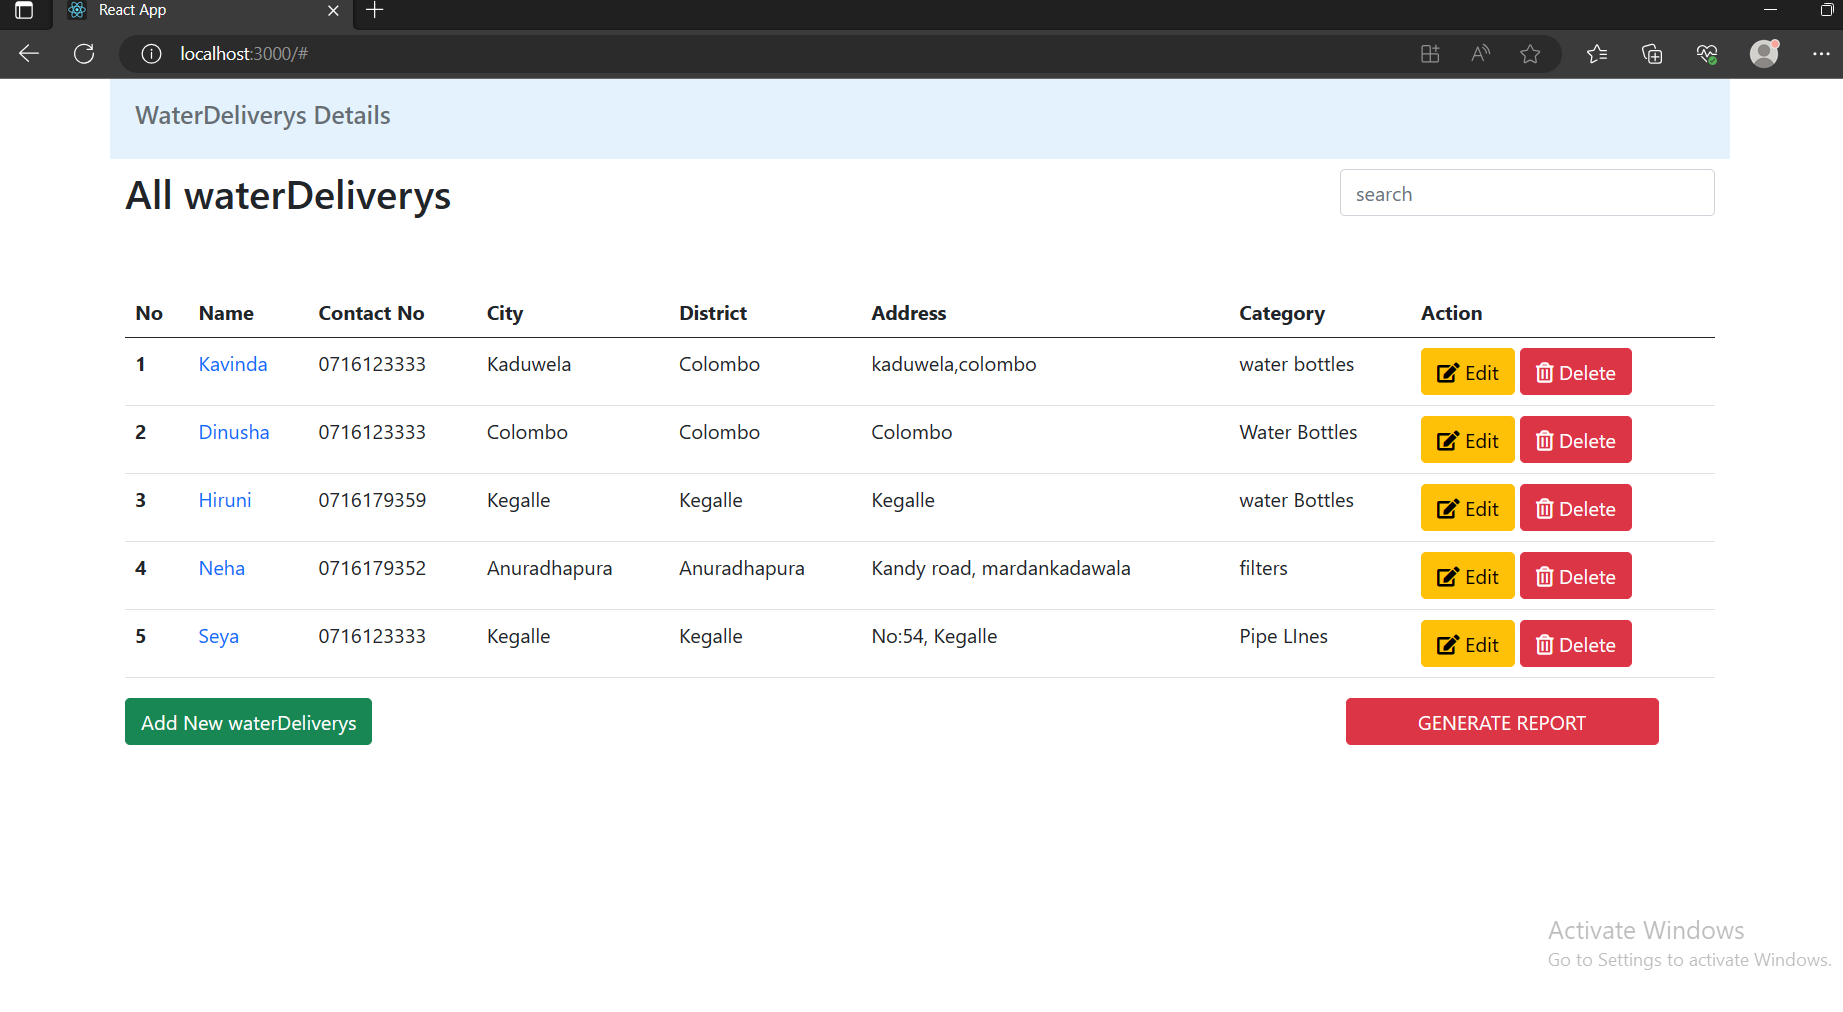 React App
localhost:3000/#
WaterDeliverys Details
All waterDeliverys
search
No Name Contact No City District Address Category Action
1 Kavinda 0716123333 Kaduwela Colombo kaduwela,colombo water bottles Edit Delete
2 Dinusha 0716123333 Colombo Colombo Colombo Water Bottles Edit Delete
3 Hiruni 0716179359 Kegalle Kegalle Kegalle water Bottles Edit Delete
4 Neha 0716179352 Anuradhapura Anuradhapura Kandy road, mardankadawala filters Edit Delete
5 Seya 0716123333 Kegalle Kegalle No:54, Kegalle Pipe LInes Edit Delete
Add New waterDeliverys GENERATE REPORT
Activate Windows
Go to Settings to activate Windows.